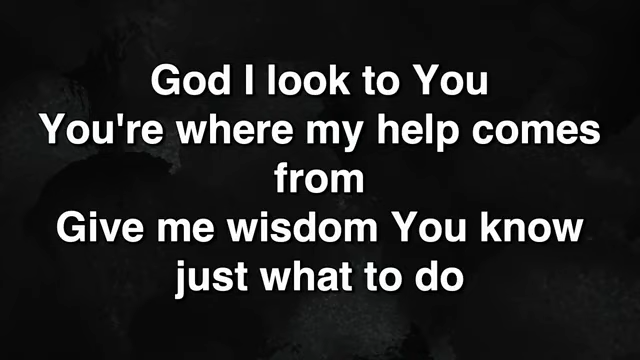 God I look to You
You're where my help comes
from
Give me wisdom You know
just what to do